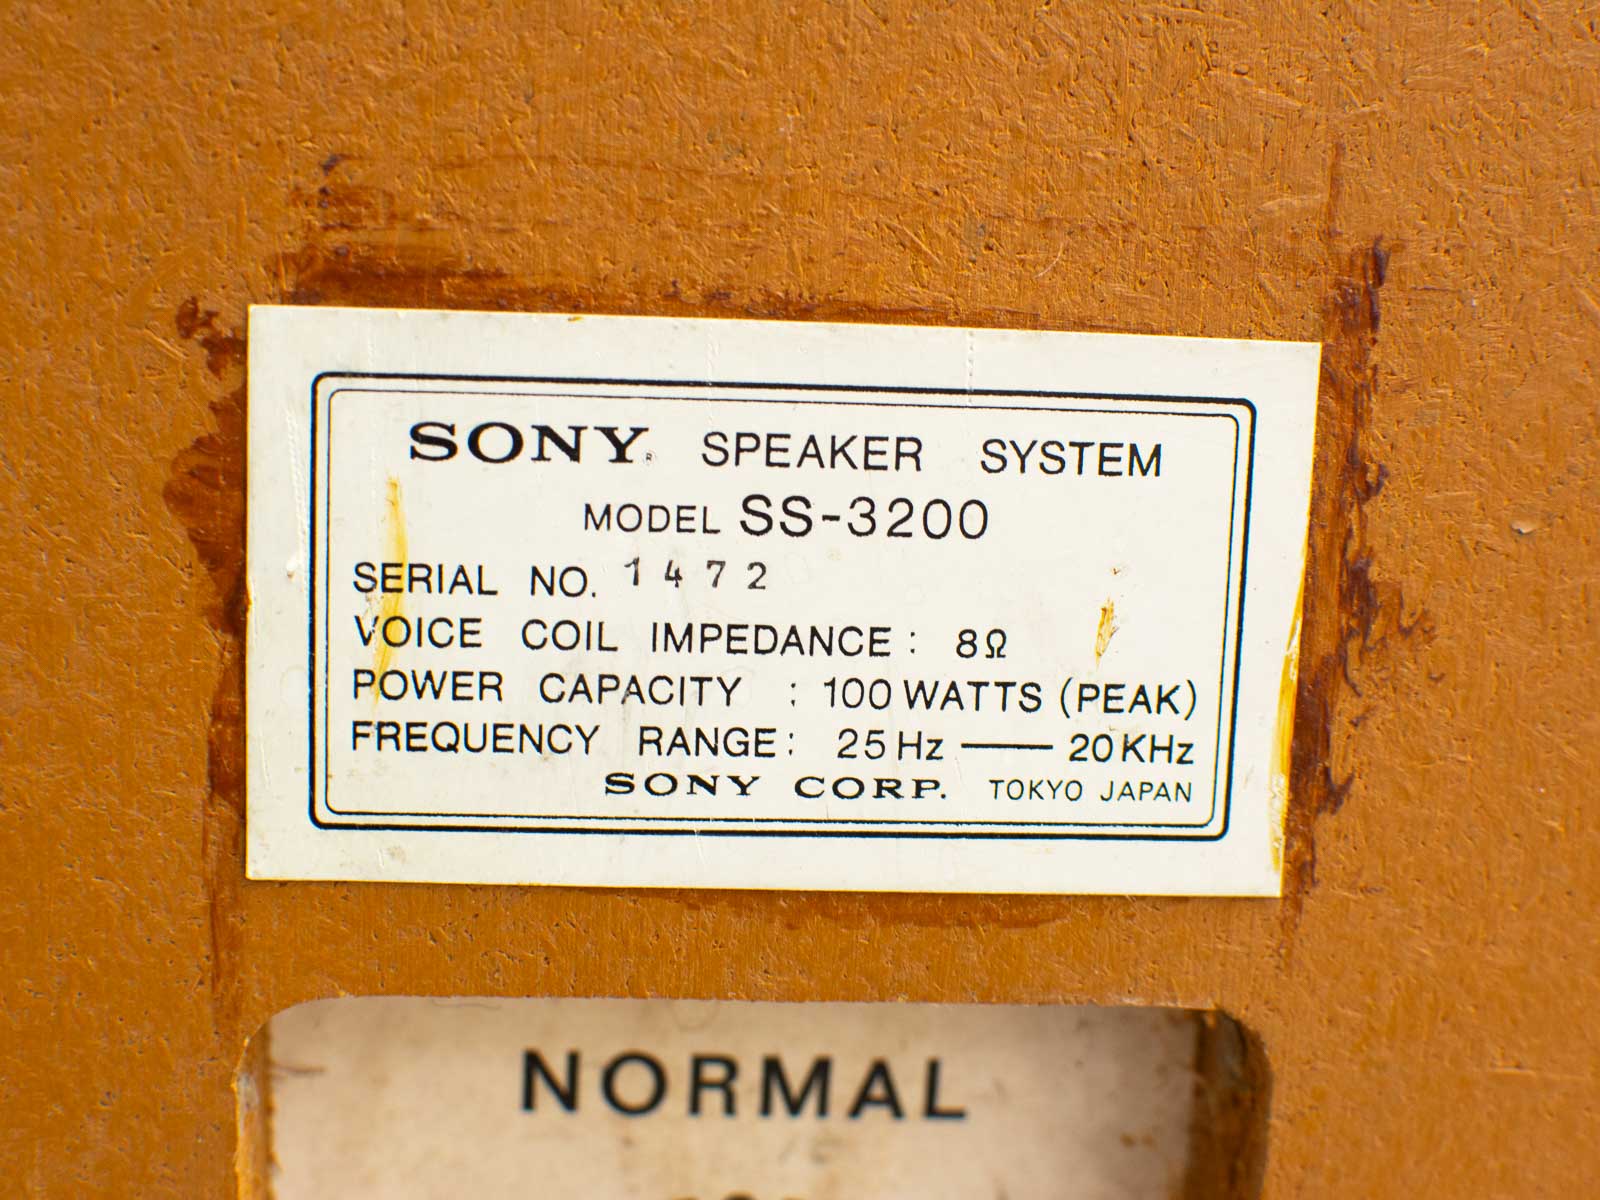 SONY® SPEAKER SYSTEM
MODEL SS-3200
SERIAL NO. 1472
VOICE COIL IMPEDANCE: 8Ω
POWER CAPACITY : 100 WATTS (PEAK)
FREQUENCY RANGE: 25 Hz — 20 KHz
SONY CORP. TOKYO JAPAN
NORMAL